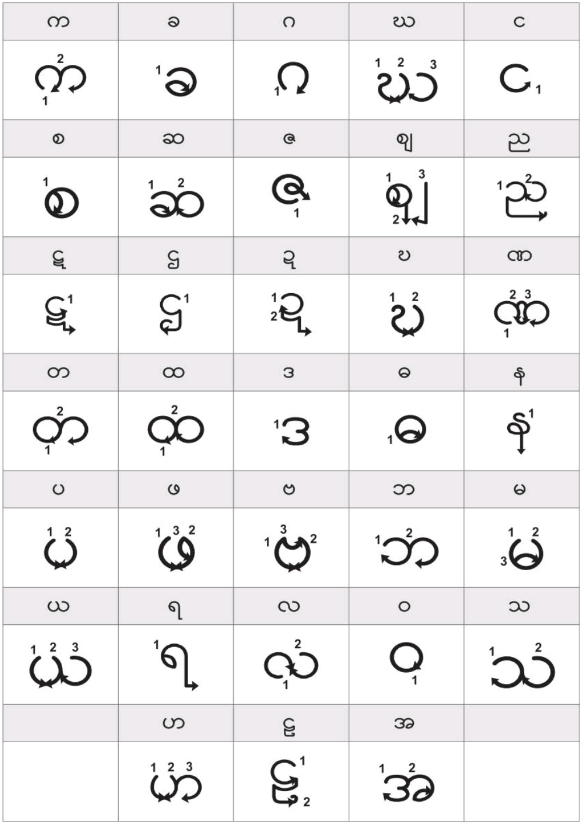 က ခ ဂ ဃ င
2 1 1 1 1 2 3 1
စ ဆ ဇ ဈ ည
1 1 2 1 1 3 2 1 2
ဋ ဌ ဍ ဎ ဏ
1 1 1 2 1 2 2 3 1
တ ထ ဒ ဓ န
2 1 2 1 1 1 1
ပ ဖ ဗ ဘ မ
1 2 1 3 2 3 1 2 1 2 1 2 3
ယ ရ လ ဝ သ
1 2 3 1 2 1 1 1 2
ဟ ဠ အ
1 2 3 1 2 1 2